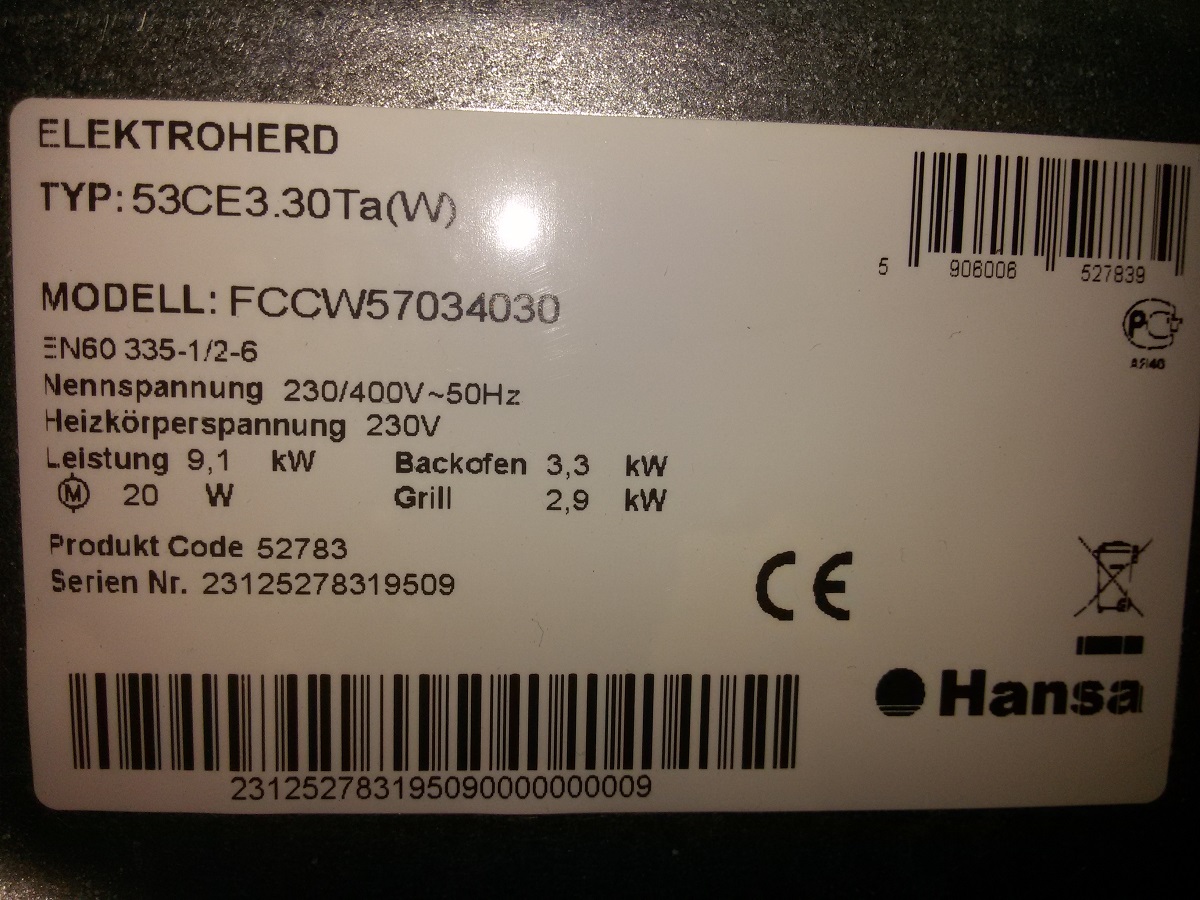 ELEKTROHERD
TYP: 53CE3.30Ta(W)
5 906006 527839
MODELL: FCCW57034030
EN60 335-1/2-6
Nennspannung 230/400V~50Hz
Heizkörperspannung 230V
Leistung 9,1 kW Backofen 3,3 kW
M 20 W Grill 2,9 kW
Produkt Code 52783
Serien Nr. 23125278319509
CE
Hansa
2312527831950900000000009